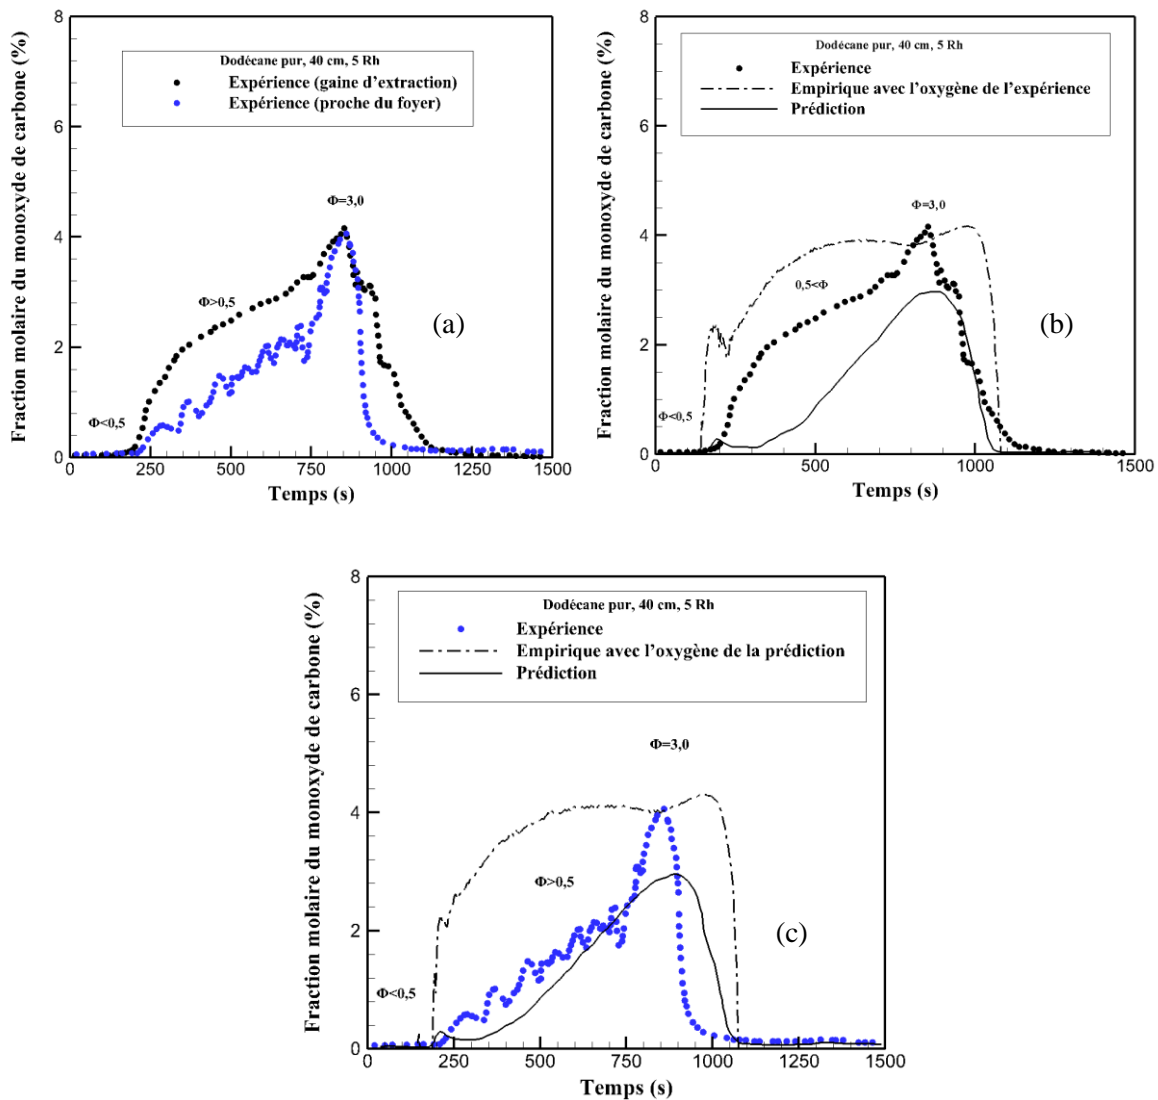 Fraction molaire du monoxyde de carbone (%)
8
6
4
2
0
Dodécane pur, 40 cm, 5 Rh
Expérience (gaine d'extraction)
Expérience (proche du foyer)
Φ=3,0
Φ>0,5
Φ<0,5
(a)
0 250 500 750 1000 1250 1500
Temps (s)
Fraction molaire du monoxyde de carbone (%)
8
6
4
2
0
Dodécane pur, 40 cm, 5 Rh
Expérience
Empirique avec l'oxygène de l'expérience
Prédiction
Φ=3,0
0,5<Φ
Φ<0,5
(b)
0 500 1000 1500
Temps (s)
Fraction molaire du monoxyde de carbone (%)
8
6
4
2
0
Dodécane pur, 40 cm, 5 Rh
Expérience
Empirique avec l'oxygène de la prédiction
Prédiction
Φ=3,0
Φ>0,5
Φ<0,5
(c)
0 250 500 750 1000 1250 1500
Temps (s)